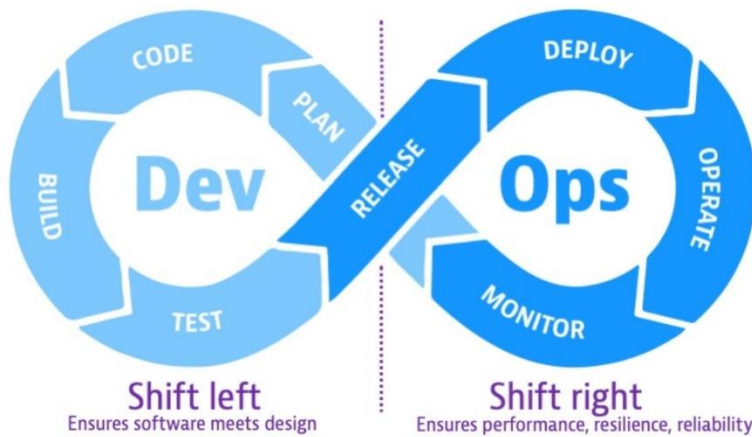 CODE
PLAN
BUILD
TEST
Dev
RELEASE
DEPLOY
OPERATE
MONITOR
Ops
Shift left
Ensures software meets design
Shift right
Ensures performance, resilience, reliability